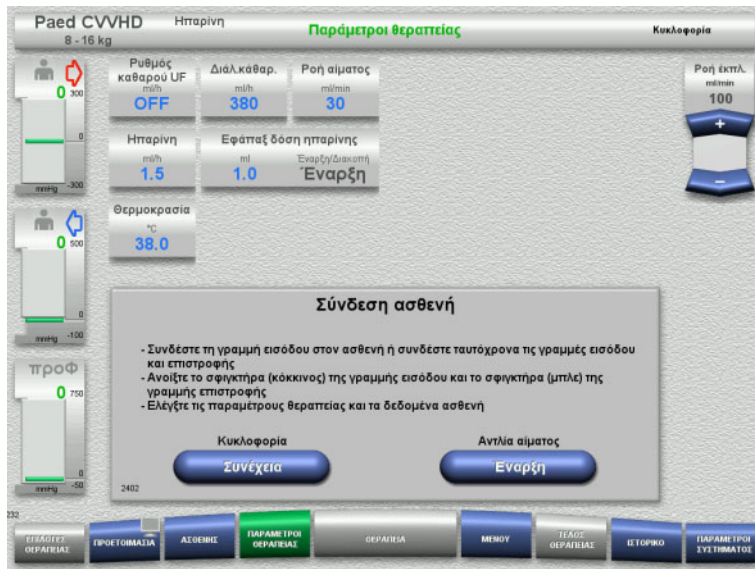 Paed CVVHD Ηπαρίνη Παράμετροι θεραπείας Κυκλοφορία
8 - 16 kg
Ρυθμός καθαρού UF
ml/h
OFF
Διάλ.κάθαρ.
ml/h
380
Ροή αίματος
ml/min
30
Ροή έκπλ.
ml/min
100
+
–
0 300
0
mmHg -300
Ηπαρίνη
ml/h
1.5
Εφάπαξ δόση ηπαρίνης
ml Έναρξη/Διακοπή
1.0 Έναρξη
Θερμοκρασία
°C
38.0
0 500
0
mmHg -100
προΦ
0 750
0
mmHg -50
Σύνδεση ασθενή
- Συνδέστε τη γραμμή εισόδου στον ασθενή ή συνδέστε ταυτόχρονα τις γραμμές εισόδου
και επιστροφής
- Ανοίξτε το σφιγκτήρα (κόκκινος) της γραμμής εισόδου και το σφιγκτήρα (μπλε) της
γραμμής επιστροφής
- Ελέγξτε τις παραμέτρους θεραπείας και τα δεδομένα ασθενή
Κυκλοφορία Αντλία αίματος
Συνέχεια Έναρξη
2402
232
ΕΠΙΛΟΓΕΣ ΘΕΡΑΠΕΙΑΣ
ΠΡΟΕΤΟΙΜΑΣΙΑ
ΑΣΘΕΝΗΣ
ΠΑΡΑΜΕΤΡΟΙ ΘΕΡΑΠΕΙΑΣ
ΘΕΡΑΠΕΙΑ
ΜΕΝΟΥ
ΤΕΛΟΣ ΘΕΡΑΠΕΙΑΣ
ΙΣΤΟΡΙΚΟ
ΠΑΡΑΜΕΤΡΟΙ ΣΥΣΤΗΜΑΤΟΣ